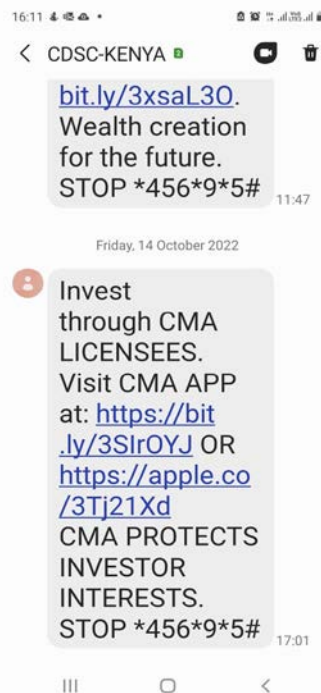 16:11
CDSC-KENYA 2
bit.ly/3xsaL3O.
Wealth creation
for the future.
STOP *456*9*5#
11:47
Friday, 14 October 2022
Invest
through CMA
LICENSEES.
Visit CMA APP
at: https://bit
.ly/3SIrOYJ OR
https://apple.co
/3Tj21Xd
CMA PROTECTS
INVESTOR
INTERESTS.
STOP *456*9*5#
17:01